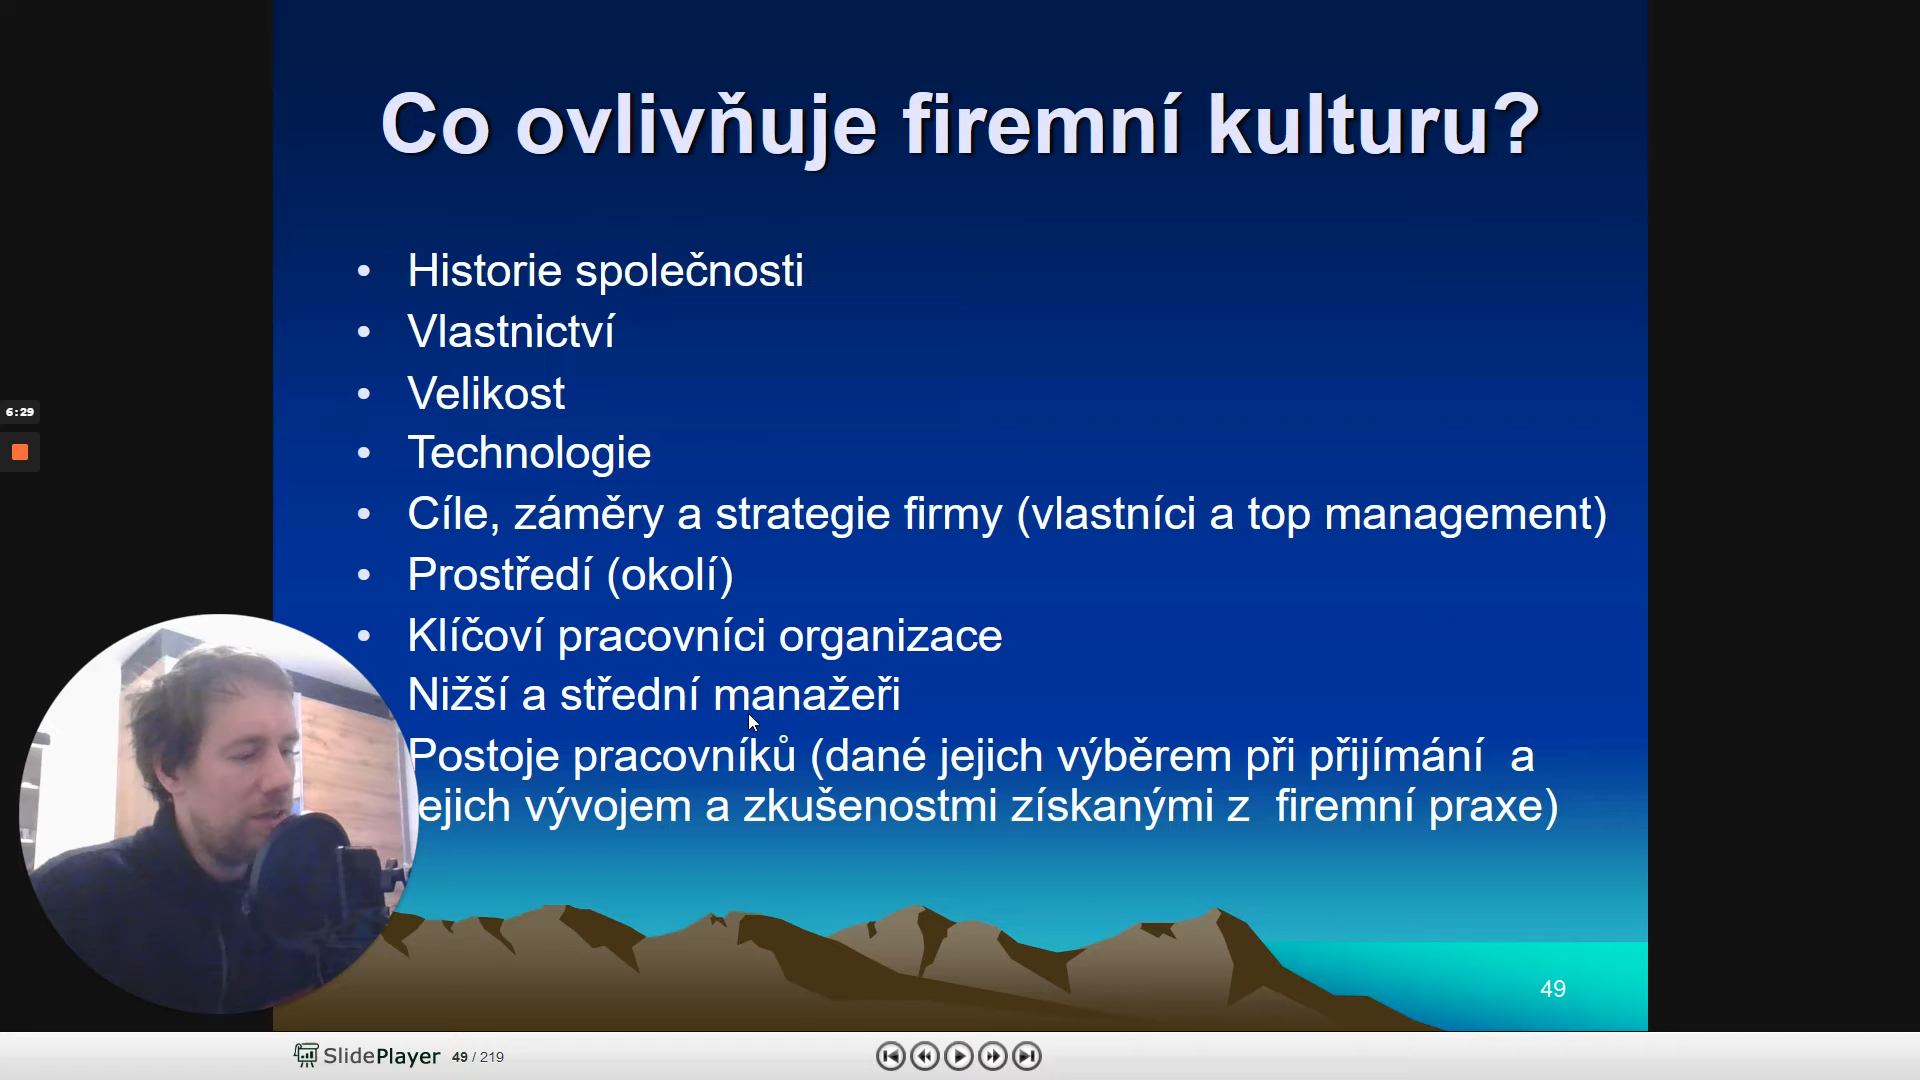 Co ovlivňuje firemní kulturu?
• Historie společnosti
• Vlastnictví
• Velikost
• Technologie
• Cíle, záměry a strategie firmy (vlastníci a top management)
• Prostředí (okolí)
• Klíčoví pracovníci organizace
Nižší a střední manažeři
Postoje pracovníků (dané jejich výběrem při přijímání a
ejich vývojem a zkušenostmi získanými z firemní praxe)
6:29
49
SlidePlayer 49 / 219